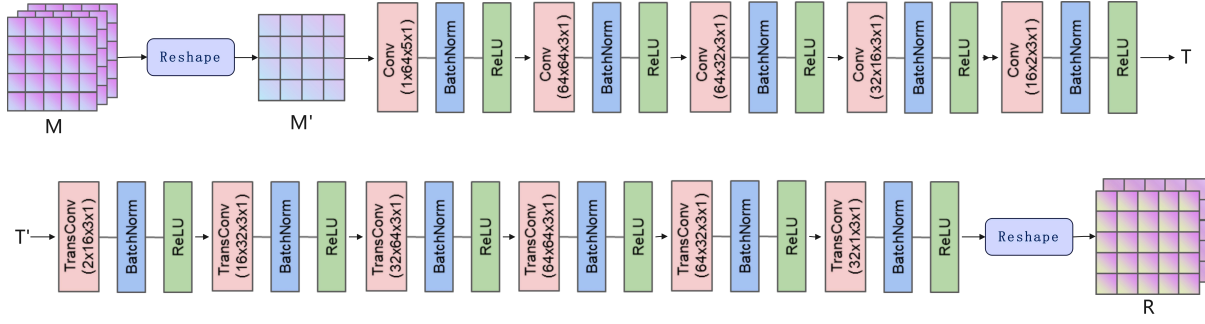 M
Reshape
M'
Conv
(1x64x5x1)
BatchNorm
ReLU
Conv
(64x64x3x1)
BatchNorm
ReLU
Conv
(64x32x3x1)
BatchNorm
ReLU
Conv
(32x16x3x1)
BatchNorm
ReLU
Conv
(16x2x3x1)
BatchNorm
ReLU
T
T'
TransConv
(2x16x3x1)
BatchNorm
ReLU
TransConv
(16x32x3x1)
BatchNorm
ReLU
TransConv
(32x64x3x1)
BatchNorm
ReLU
TransConv
(64x64x3x1)
BatchNorm
ReLU
TransConv
(64x32x3x1)
BatchNorm
ReLU
TransConv
(32x1x3x1)
BatchNorm
ReLU
Reshape
R